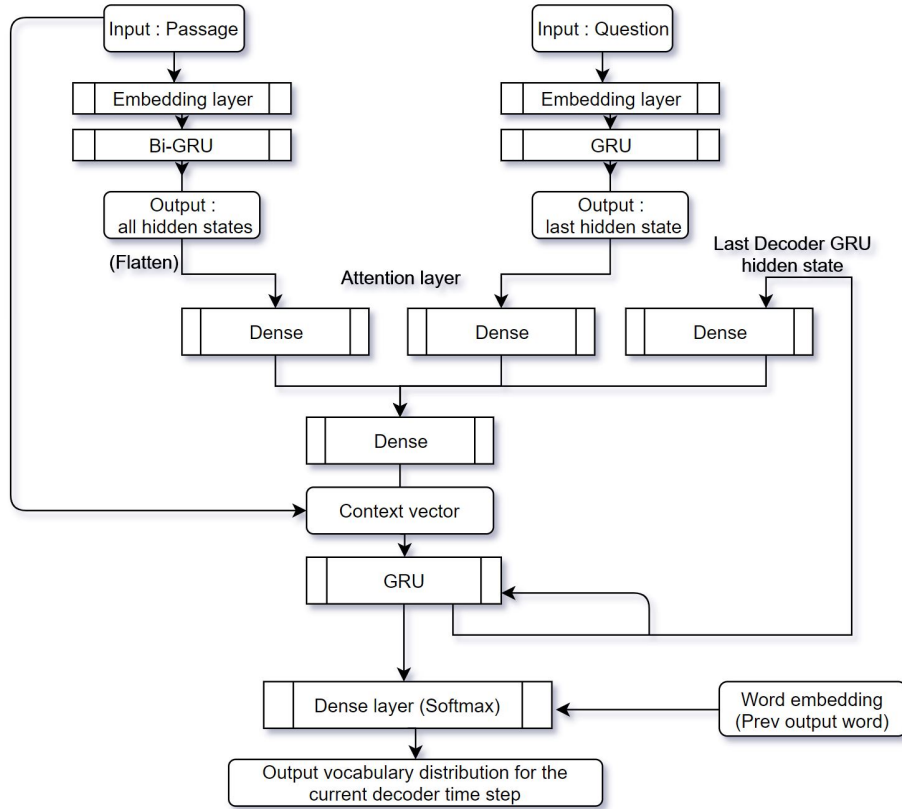 Input : Passage
Input : Question
Embedding layer
Embedding layer
Bi-GRU
GRU
Output :
all hidden states
Output :
last hidden state
(Flatten)
Attention layer
Last Decoder GRU
hidden state
Dense
Dense
Dense
Dense
Context vector
GRU
Dense layer (Softmax)
Word embedding
(Prev output word)
Output vocabulary distribution for the
current decoder time step